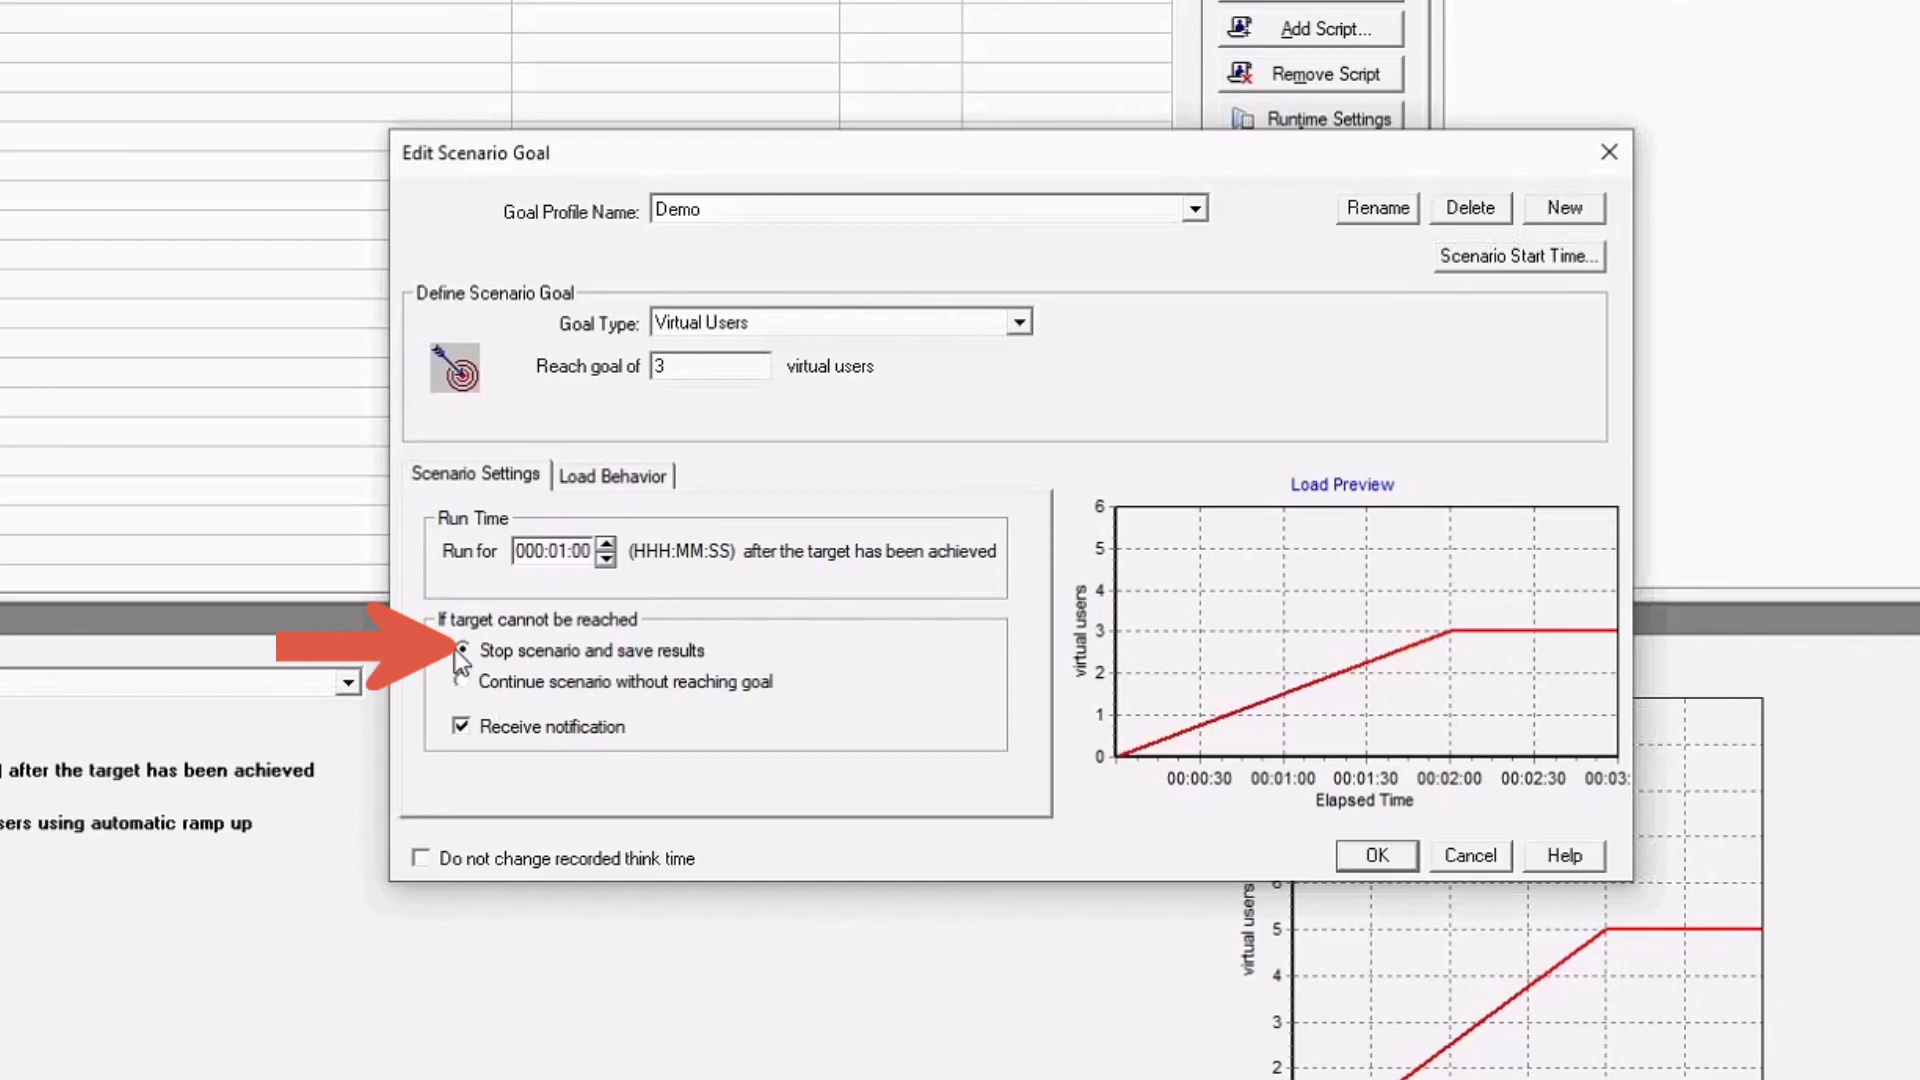 Add Script...
Remove Script
Runtime Settings
Edit Scenario Goal
Goal Profile Name: Demo
Rename Delete New
Scenario Start Time...
Define Scenario Goal
Goal Type: Virtual Users
Reach goal of 3 virtual users
Scenario Settings Load Behavior
Run Time
Run for 000:01:00 (HHH:MM:SS) after the target has been achieved
If target cannot be reached
Stop scenario and save results
Continue scenario without reaching goal
Receive notification
Do not change recorded think time
Load Preview
6
5
4
3
2
1
0
virtual users
00:00:30 00:01:00 00:01:30 00:02:00 00:02:30 00:03:
Elapsed Time
OK Cancel Help
after the target has been achieved
sers using automatic ramp up
virtual users
6
5
4
3
2